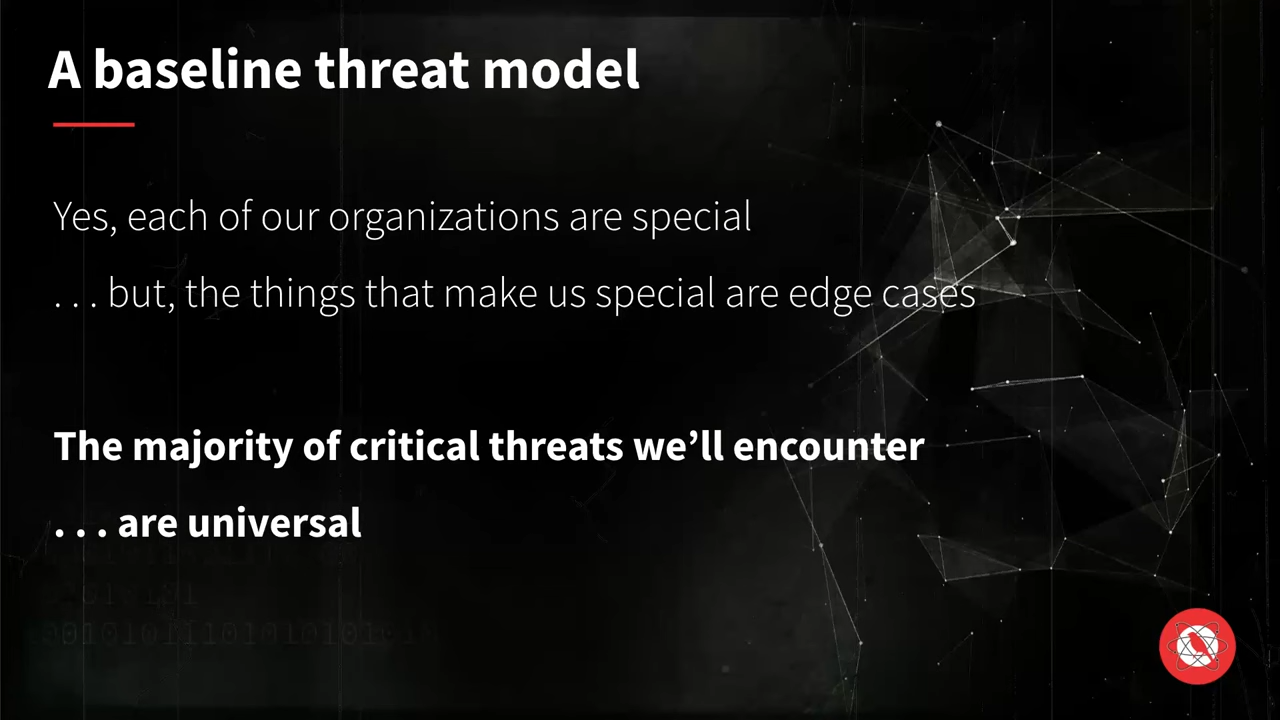 A baseline threat model
Yes, each of our organizations are special
. . . but, the things that make us special are edge cases
The majority of critical threats we’ll encounter
. . . are universal